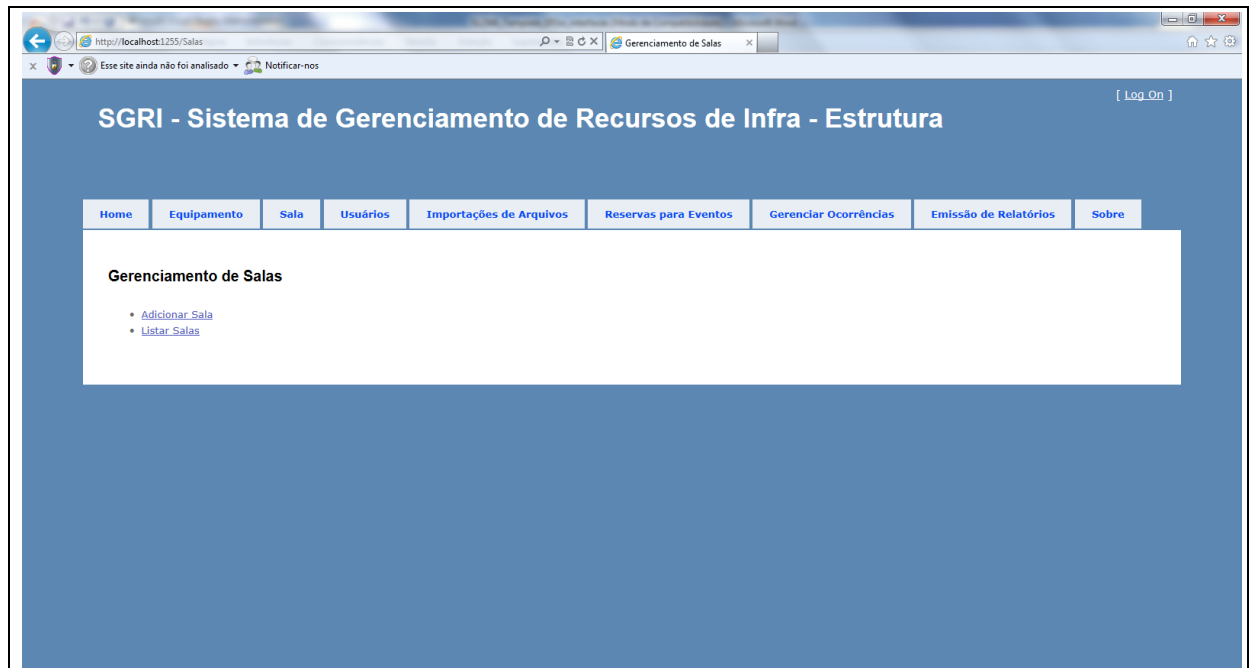 http://localhost:1255/Salas
Gerenciamento de Salas
Esse site ainda não foi analisado
Notificar-nos
[ Log On ]
SGRI - Sistema de Gerenciamento de Recursos de Infra - Estrutura
Home Equipamento Sala Usuários Importações de Arquivos Reservas para Eventos Gerenciar Ocorrências Emissão de Relatórios Sobre
Gerenciamento de Salas
Adicionar Sala
Listar Salas